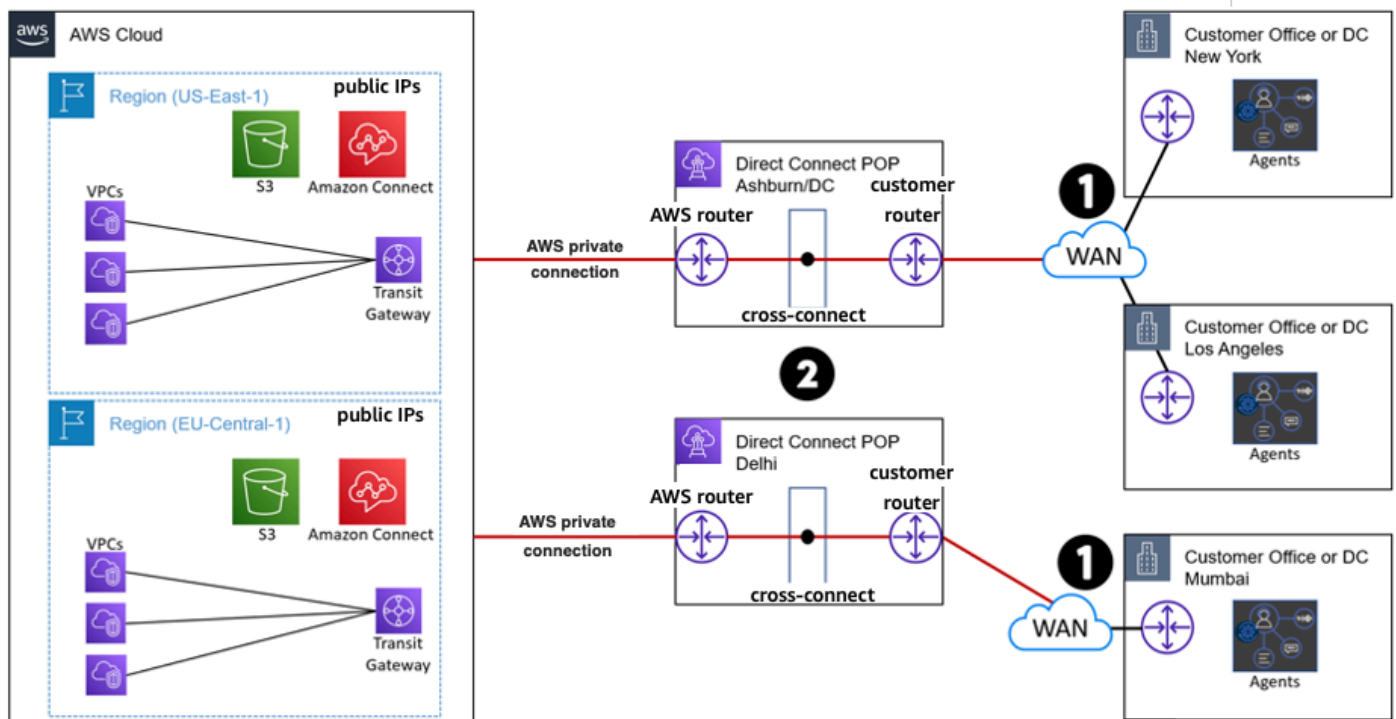 aws
AWS Cloud
Region (US-East-1)
public IPs
S3
Amazon Connect
VPCs
Transit
Gateway
AWS private
connection
Direct Connect POP
Ashburn/DC
customer
router
AWS router
cross-connect
1
WAN
Customer Office or DC
New York
Agents
Customer Office or DC
Los Angeles
Agents
2
Region (EU-Central-1)
public IPs
S3
Amazon Connect
VPCs
Transit
Gateway
AWS private
connection
Direct Connect POP
Delhi
customer
router
AWS router
cross-connect
1
WAN
Customer Office or DC
Mumbai
Agents